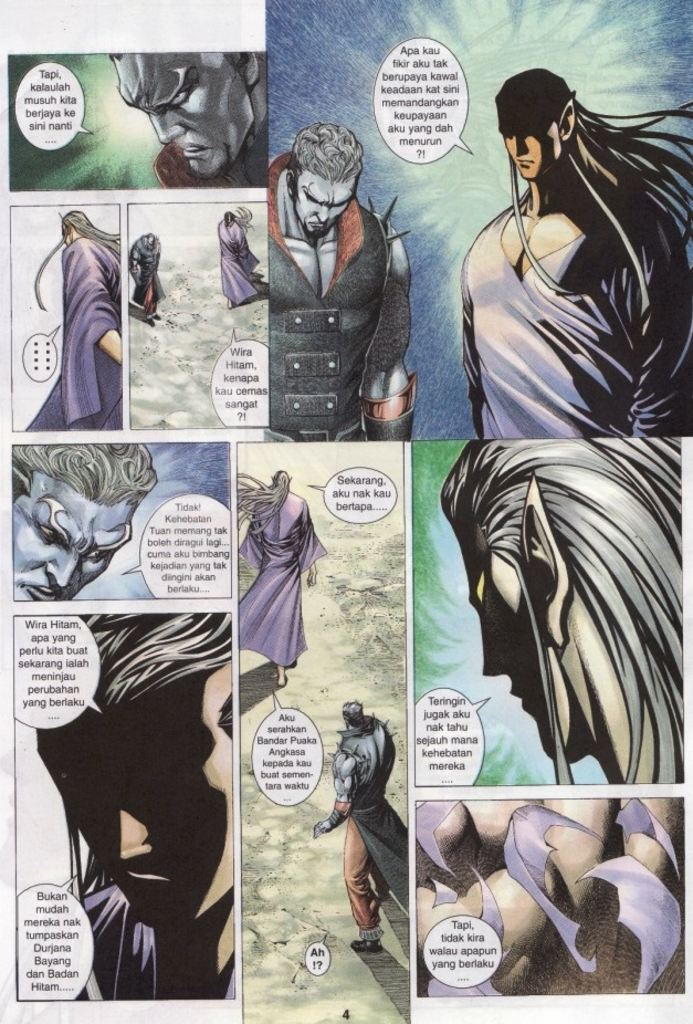 Tapi,
kalaulah
musuh kita
berjaya ke
sini nanti
....
Apa kau
fikir aku tak
berupaya kawal
keadaan kat sini
memandangkan
keupayaan
aku yang dah
menurun
?!
Wira
Hitam,
kenapa
kau cemas
sangat
?!
Tidak!
Kehebatan
Tuan memang tak
boleh diragui lagi...
cuma aku bimbang
kejadian yang tak
diingini akan
berlaku....
Sekarang,
aku nak kau
bertapa.....
Teringin
jugak aku nak tahu
sejauh mana
kehebatan
mereka
....
Wira Hitam,
apa yang
perlu kita buat
sekarang ialah
meninjau
perubahan
yang berlaku
....
Bukan
mudah
mereka nak
tumpaskan
Durjana
Bayang
dan Badan
Hitam.....
Aku
serahkan
Bandar Puaka
Angkasa
kepada kau
buat semen-
tara waktu
...
Ah
!?
Tapi,
tidak kira
walau apapun
yang berlaku
....
4